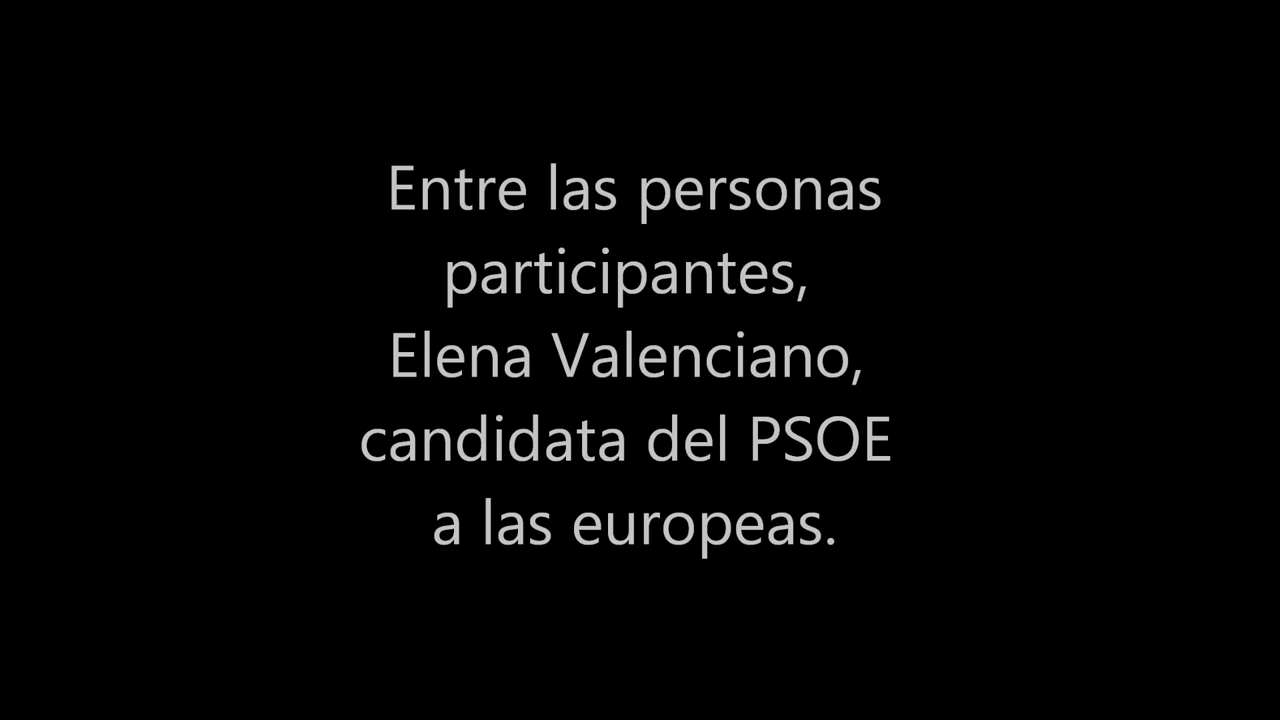 Entre las personas
participantes,
Elena Valenciano,
candidata del PSOE
a las europeas.